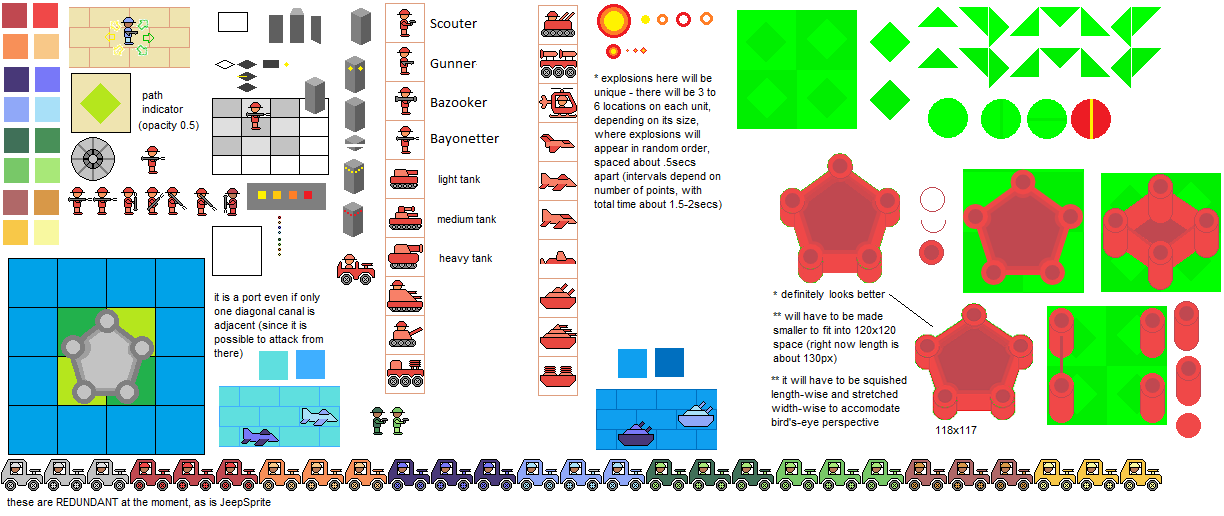 Scouter
Gunner
Bazooker
Bayonetter
light tank
medium tank
heavy tank
path
indicator
(opacity 0.5)
* explosions here will be
unique - there will be 3 to
6 locations on each unit,
depending on its size,
where explosions will
appear in random order,
spaced about .5secs
apart (intervals depend on
number of points, with
total time about 1.5-2secs)
it is a port even if only
one diagonal canal is
adjacent (since it is
possible to attack from
there)
* definitely looks better
** will have to be made
smaller to fit into 120x120
space (right now length is
about 130px)
** it will have to be squished
length-wise and stretched
width-wise to accomodate
bird's-eye perspective
118x117
these are REDUNDANT at the moment, as is JeepSprite